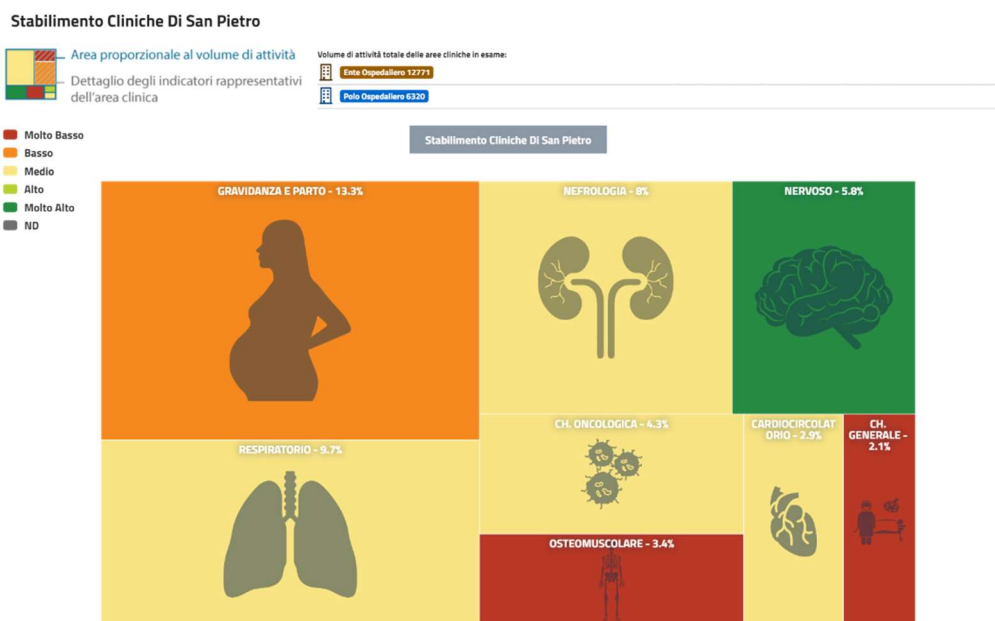 Stabilimento Cliniche Di San Pietro
Area proporzionale al volume di attività
Dettaglio degli indicatori rappresentativi
dell'area clinica
Volume di attività totale delle aree cliniche in esame:
Ente Ospedaliero 12771
Polo Ospedaliero 6320
Stabilimento Cliniche Di San Pietro
Molto Basso
Basso
Medio
Alto
Molto Alto
ND
GRAVIDANZA E PARTO - 13.3%
NEFROLOGIA - 8%
NERVOSO - 5.8%
RESPIRATORIO - 9.7%
CH. ONCOLOGICA - 4.3%
CARDIOCIRCOLAT
ORIO - 2.9%
CH.
GENERALE -
2.1%
OSTEOMUSCOLARE - 3.4%